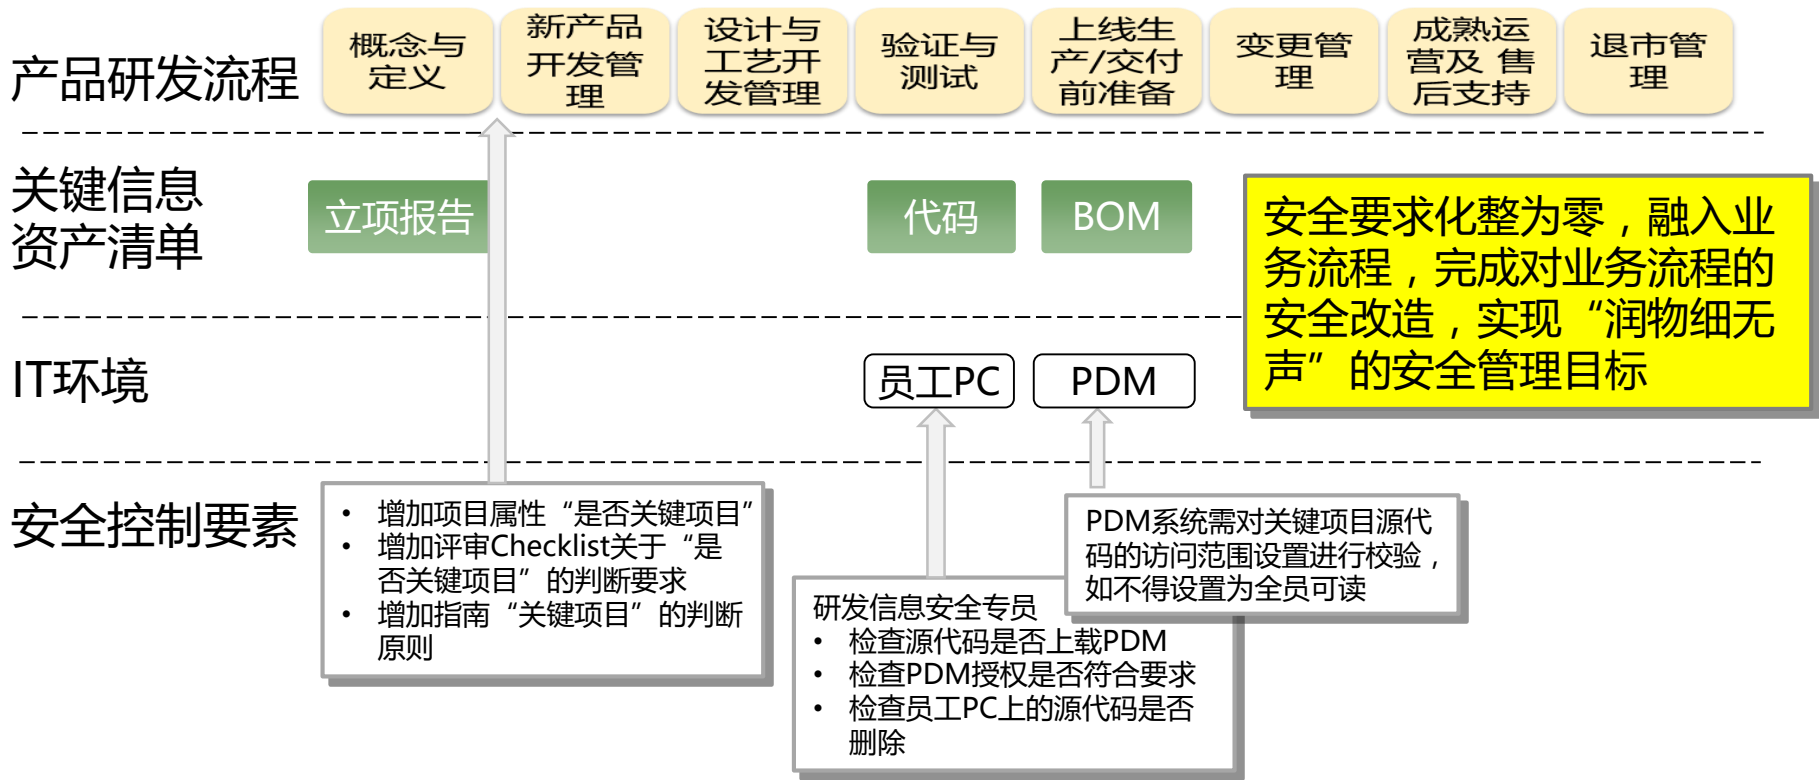 产品研发流程
概念与
定义
新产品
开发管
理
设计与
工艺开
发管理
验证与
测试
上线生
产/交付
前准备
变更管
理
成熟运
营及 售
后支持
退市管
理
关键信息
资产清单
立项报告
代码
BOM
安全要求化整为零，融入业
务流程，完成对业务流程的
安全改造，实现“润物细无
声”的安全管理目标
IT环境
员工PC
PDM
安全控制要素
• 增加项目属性“是否关键项目”
• 增加评审Checklist关于“是
否关键项目”的判断要求
• 增加指南“关键项目”的判断
原则
PDM系统需对关键项目源代
码的访问范围设置进行校验，
如不得设置为全员可读
研发信息安全专员
• 检查源代码是否上载PDM
• 检查PDM授权是否符合要求
• 检查员工PC上的源代码是否
删除